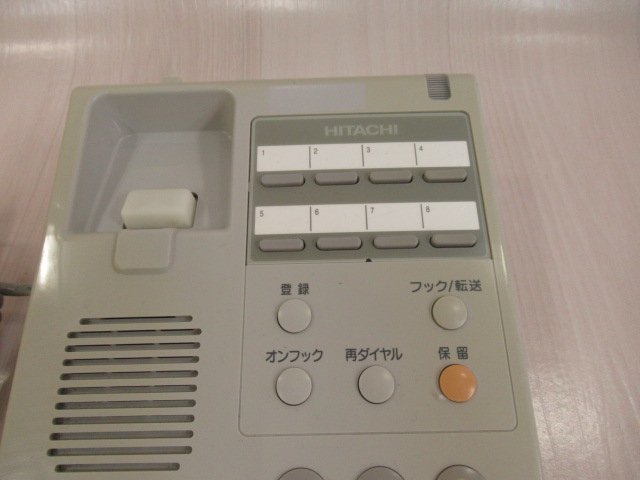 HITACHI
1 2 3 4
5 6 7 8
登録 フック/転送
オンフック 再ダイヤル 保留